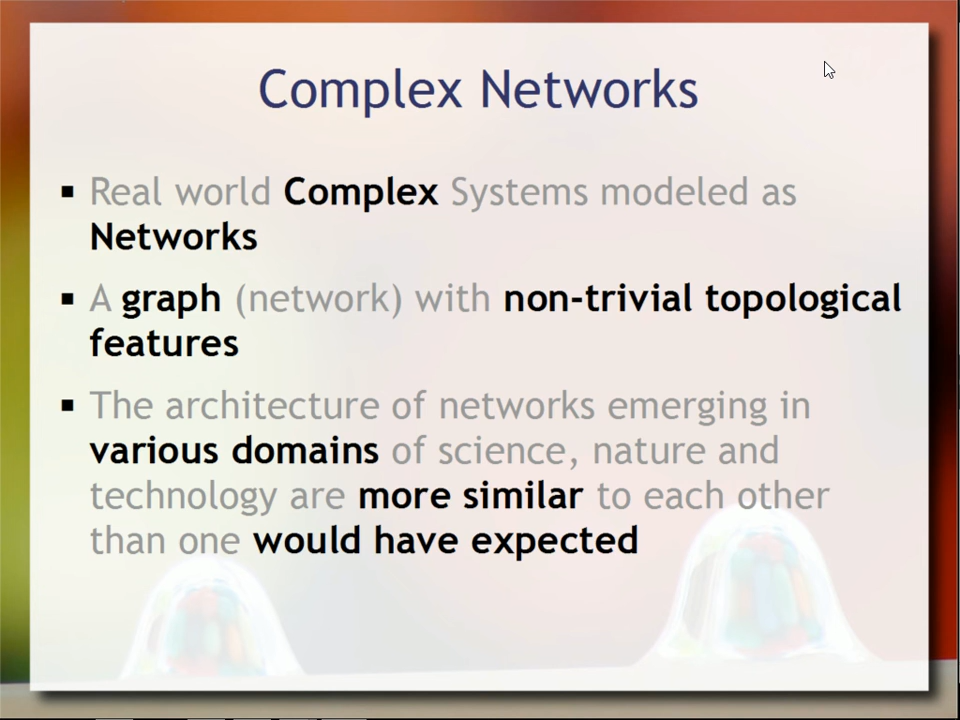 Complex Networks
▪ Real world Complex Systems modeled as
Networks
▪ A graph (network) with non-trivial topological
features
▪ The architecture of networks emerging in
various domains of science, nature and
technology are more similar to each other
than one would have expected